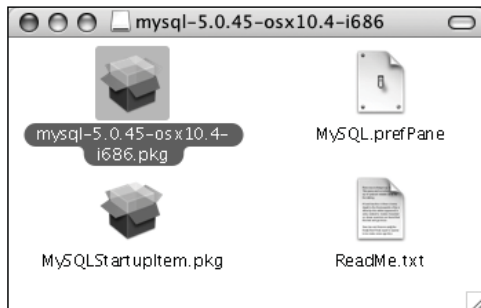 mysql-5.0.45-osx10.4-i686
mysql-5.0.45-osx10.4-
i686.pkg
MySQL.prefPane
MySQLStartupItem.pkg
ReadMe.txt